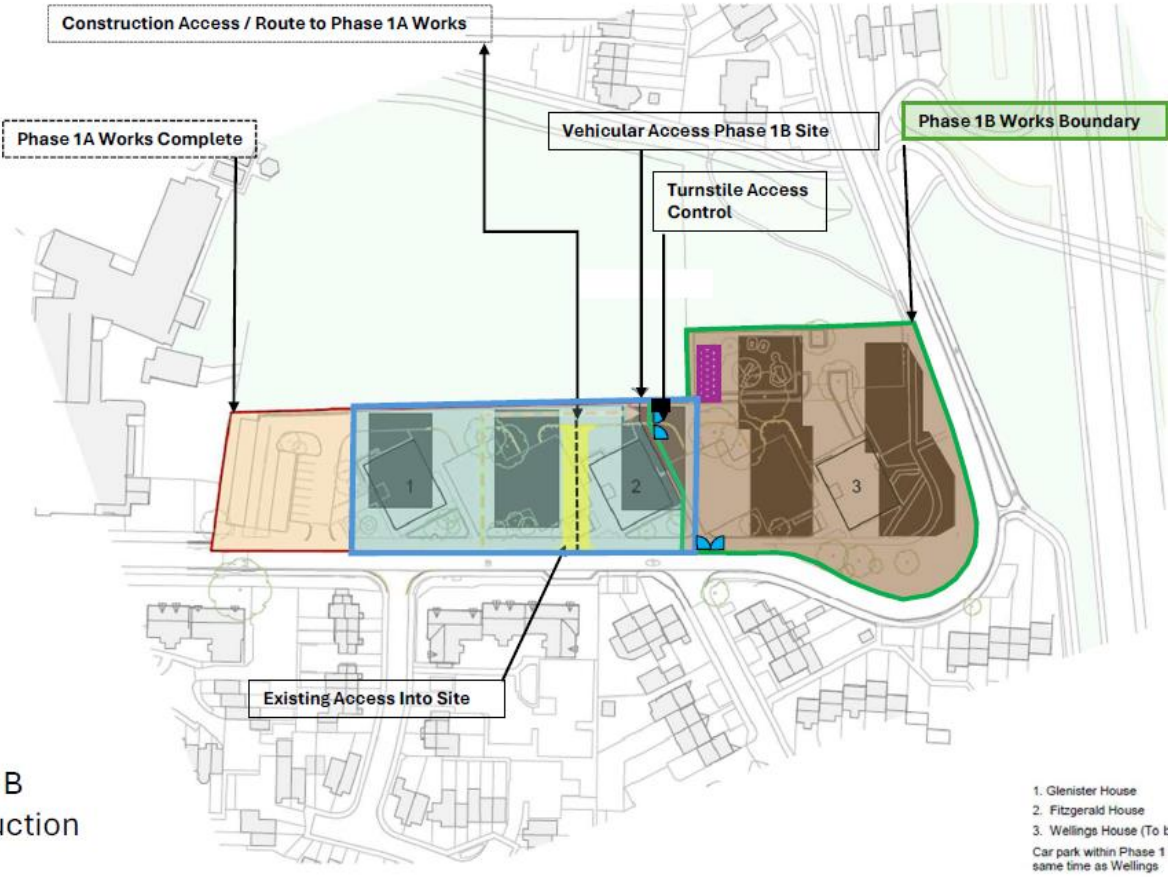 Construction Access / Route to Phase 1A Works
Phase 1A Works Complete
Vehicular Access Phase 1B Site
Phase 1B Works Boundary
Turnstile Access
Control
1
2
3
Existing Access Into Site
B
uction
1. Glenister House
2. Fitzgerald House
3. Wellings House (To b
Car park within Phase 1
same time as Wellings